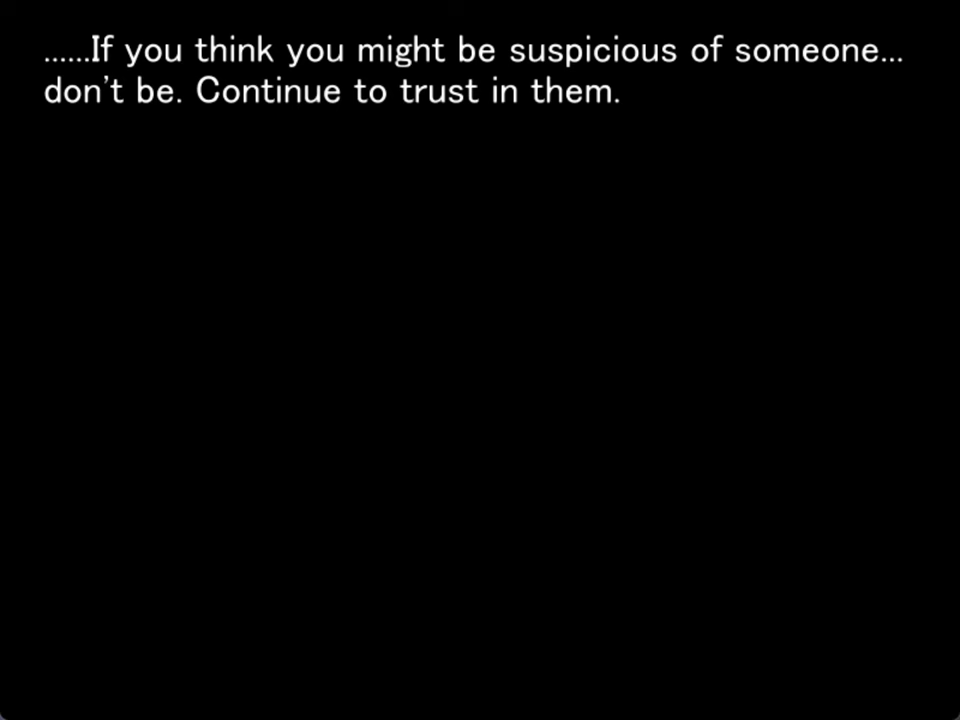 ......If you think you might be suspicious of someone...
don't be. Continue to trust in them.